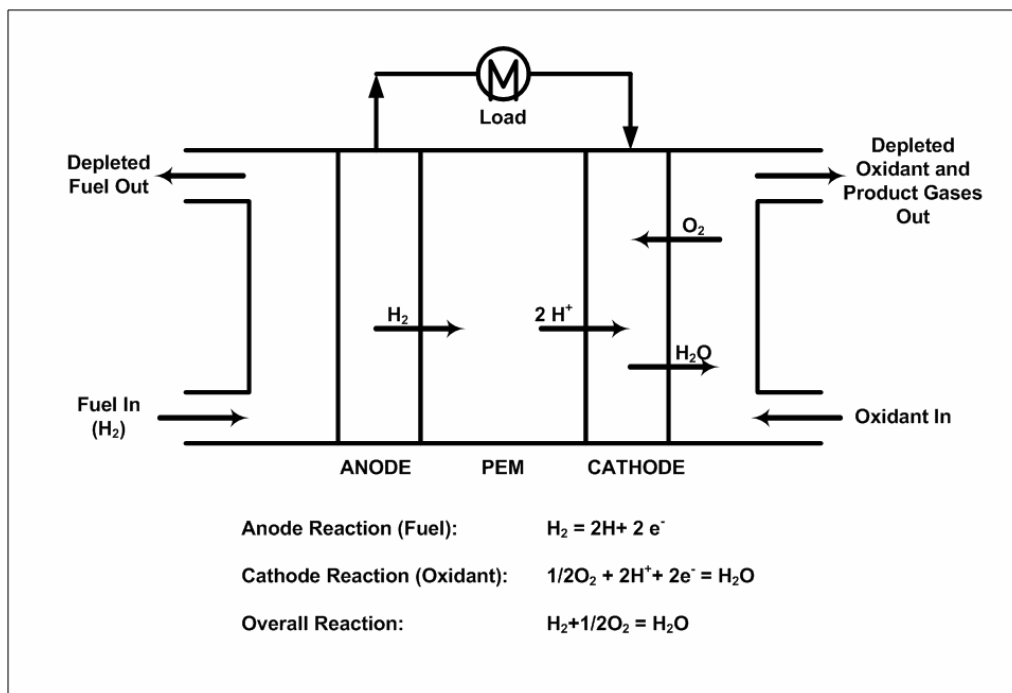 M
Load
Depleted
Fuel Out
Depleted
Oxidant and
Product Gases
Out
O₂
H₂
2 H⁺
H₂O
Fuel In
(H₂)
Oxidant In
ANODE
PEM
CATHODE
Anode Reaction (Fuel): H₂ = 2H+ 2 e⁻
Cathode Reaction (Oxidant): 1/2O₂ + 2H⁺+ 2e⁻ = H₂O
Overall Reaction: H₂+1/2O₂ = H₂O